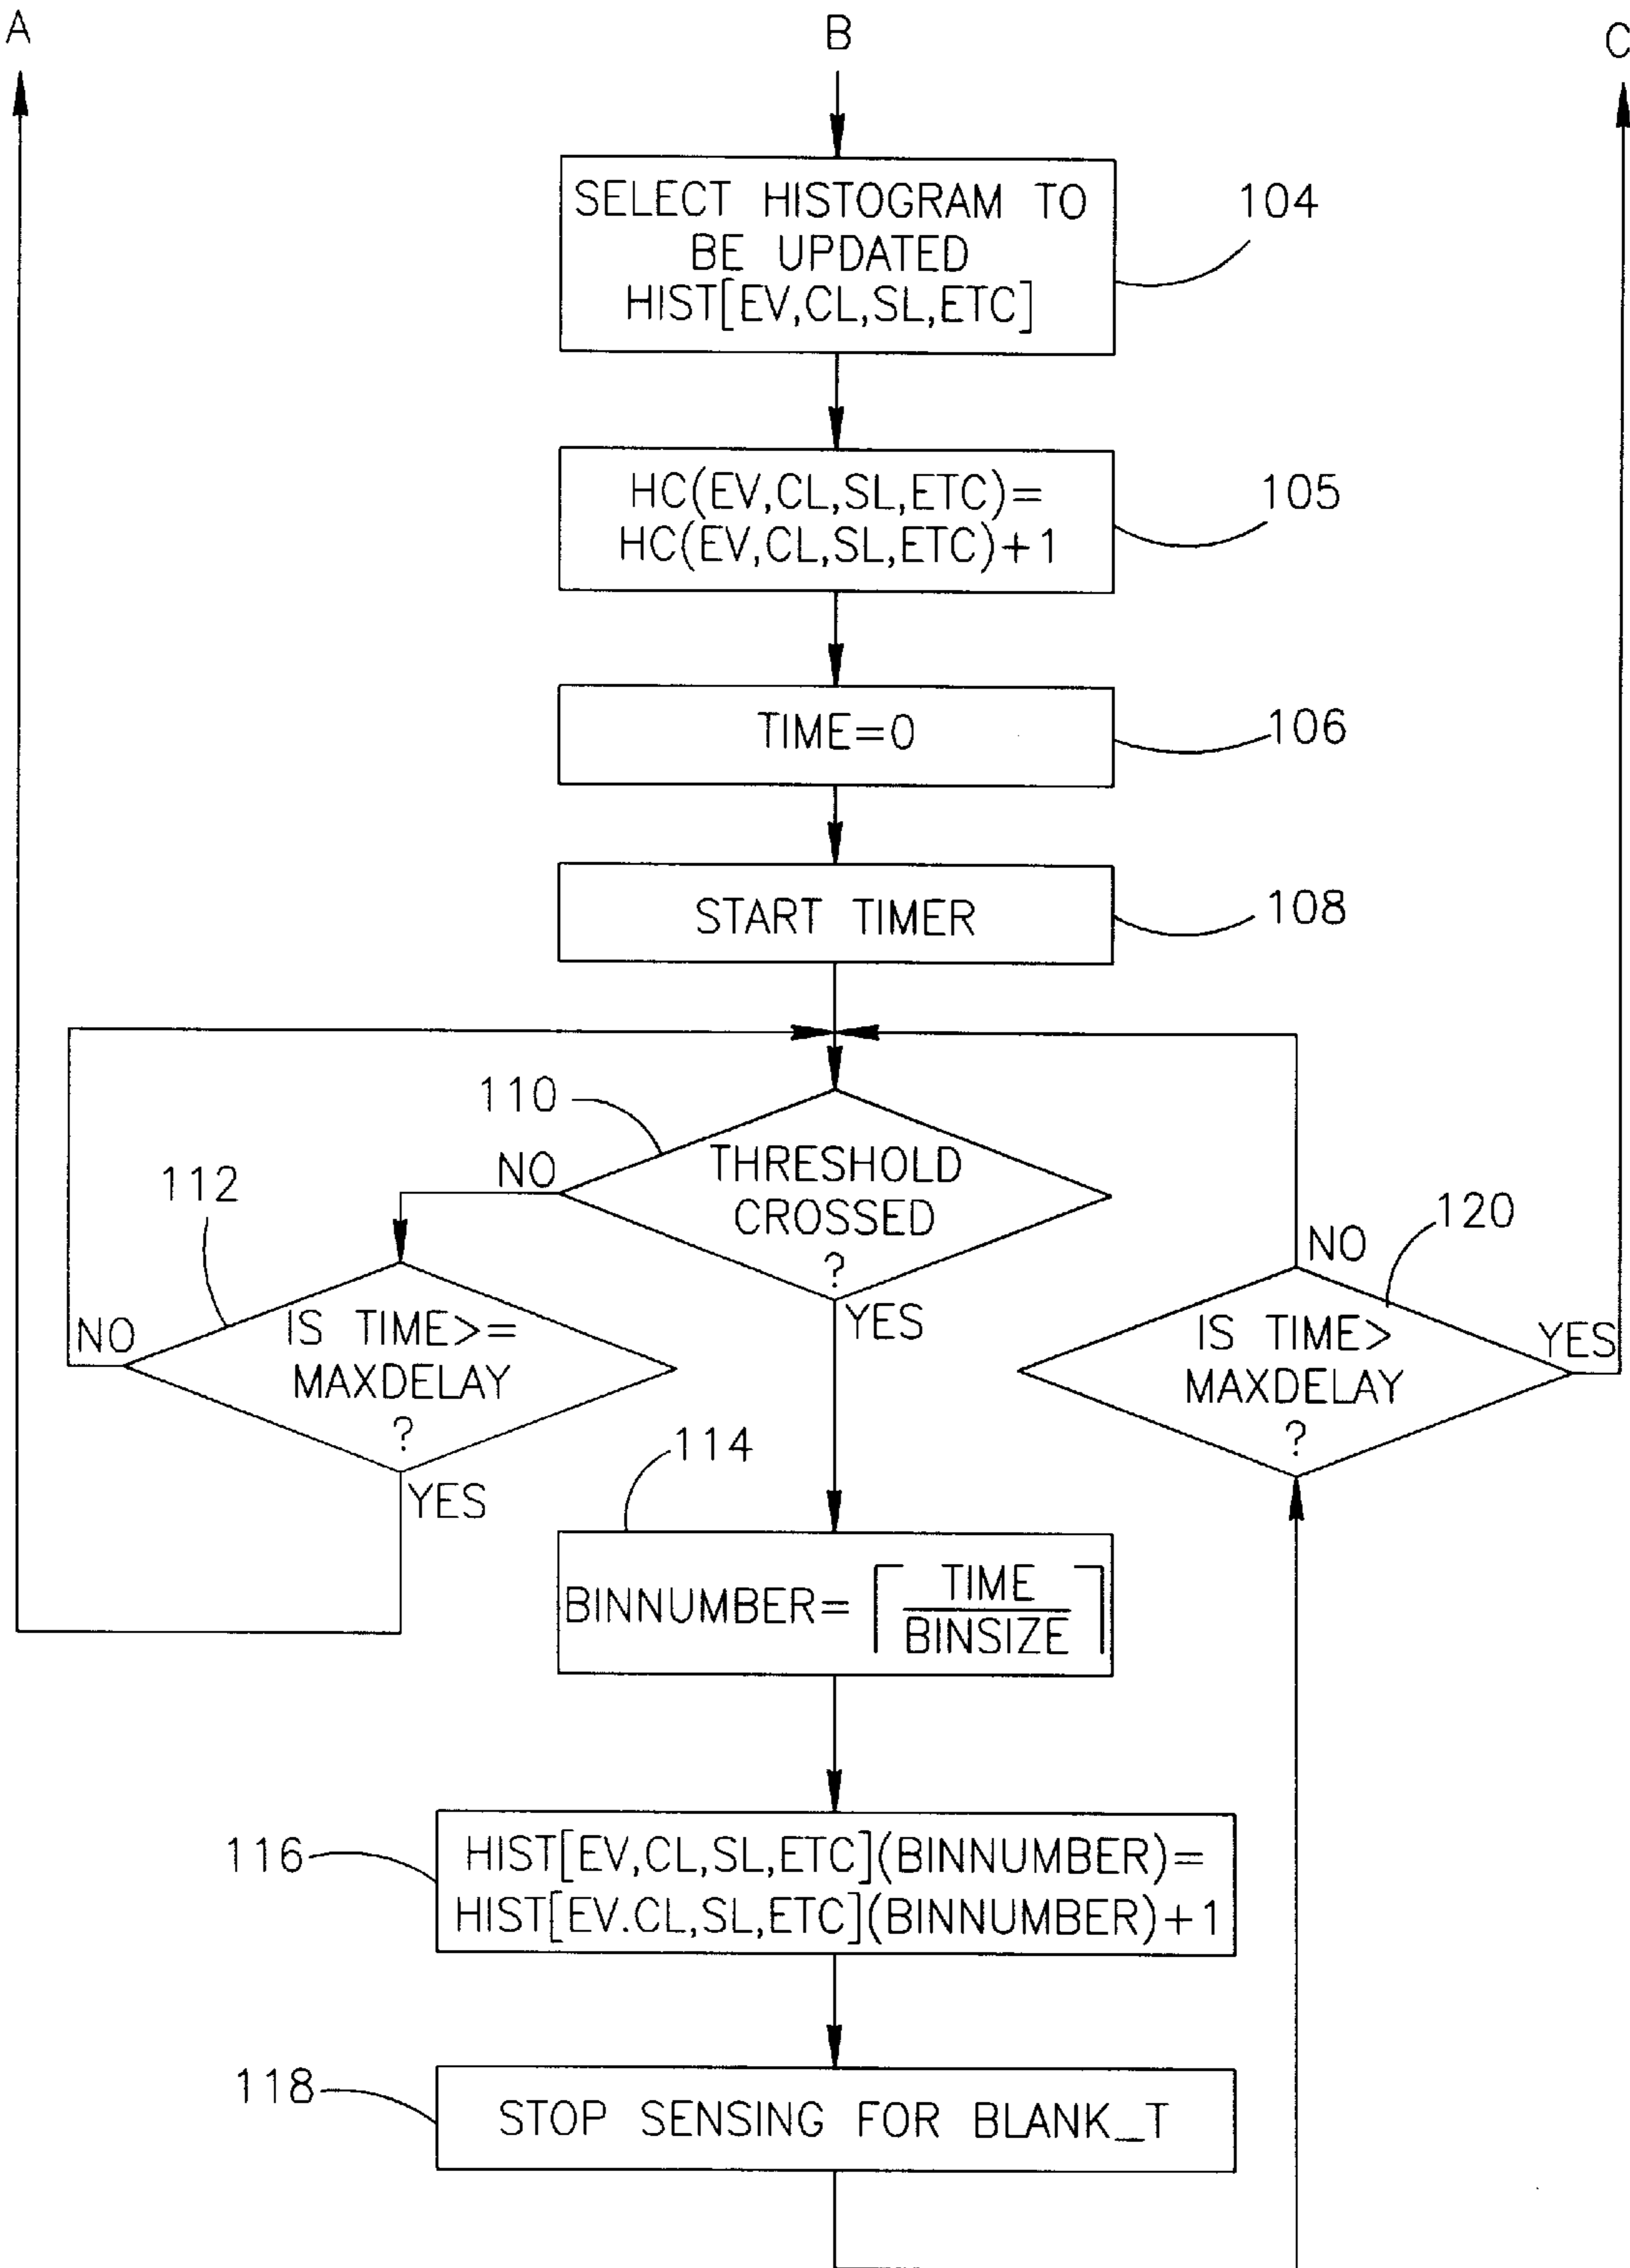 A
B
C
SELECT HISTOGRAM TO
BE UPDATED
HIST[EV,CL,SL,ETC]
104
HC(EV,CL,SL,ETC)=
HC(EV,CL,SL,ETC)+1
105
TIME=0
106
START TIMER
108
110
THRESHOLD
CROSSED
?
NO
YES
112
IS TIME>=
MAXDELAY
?
NO
YES
120
IS TIME>
MAXDELAY
?
NO
YES
114
BINNUMBER=⌈TIME
BINSIZE⌉
116
HIST[EV,CL,SL,ETC](BINNUMBER)=
HIST[EV.CL,SL,ETC](BINNUMBER)+1
118
STOP SENSING FOR BLANK_T